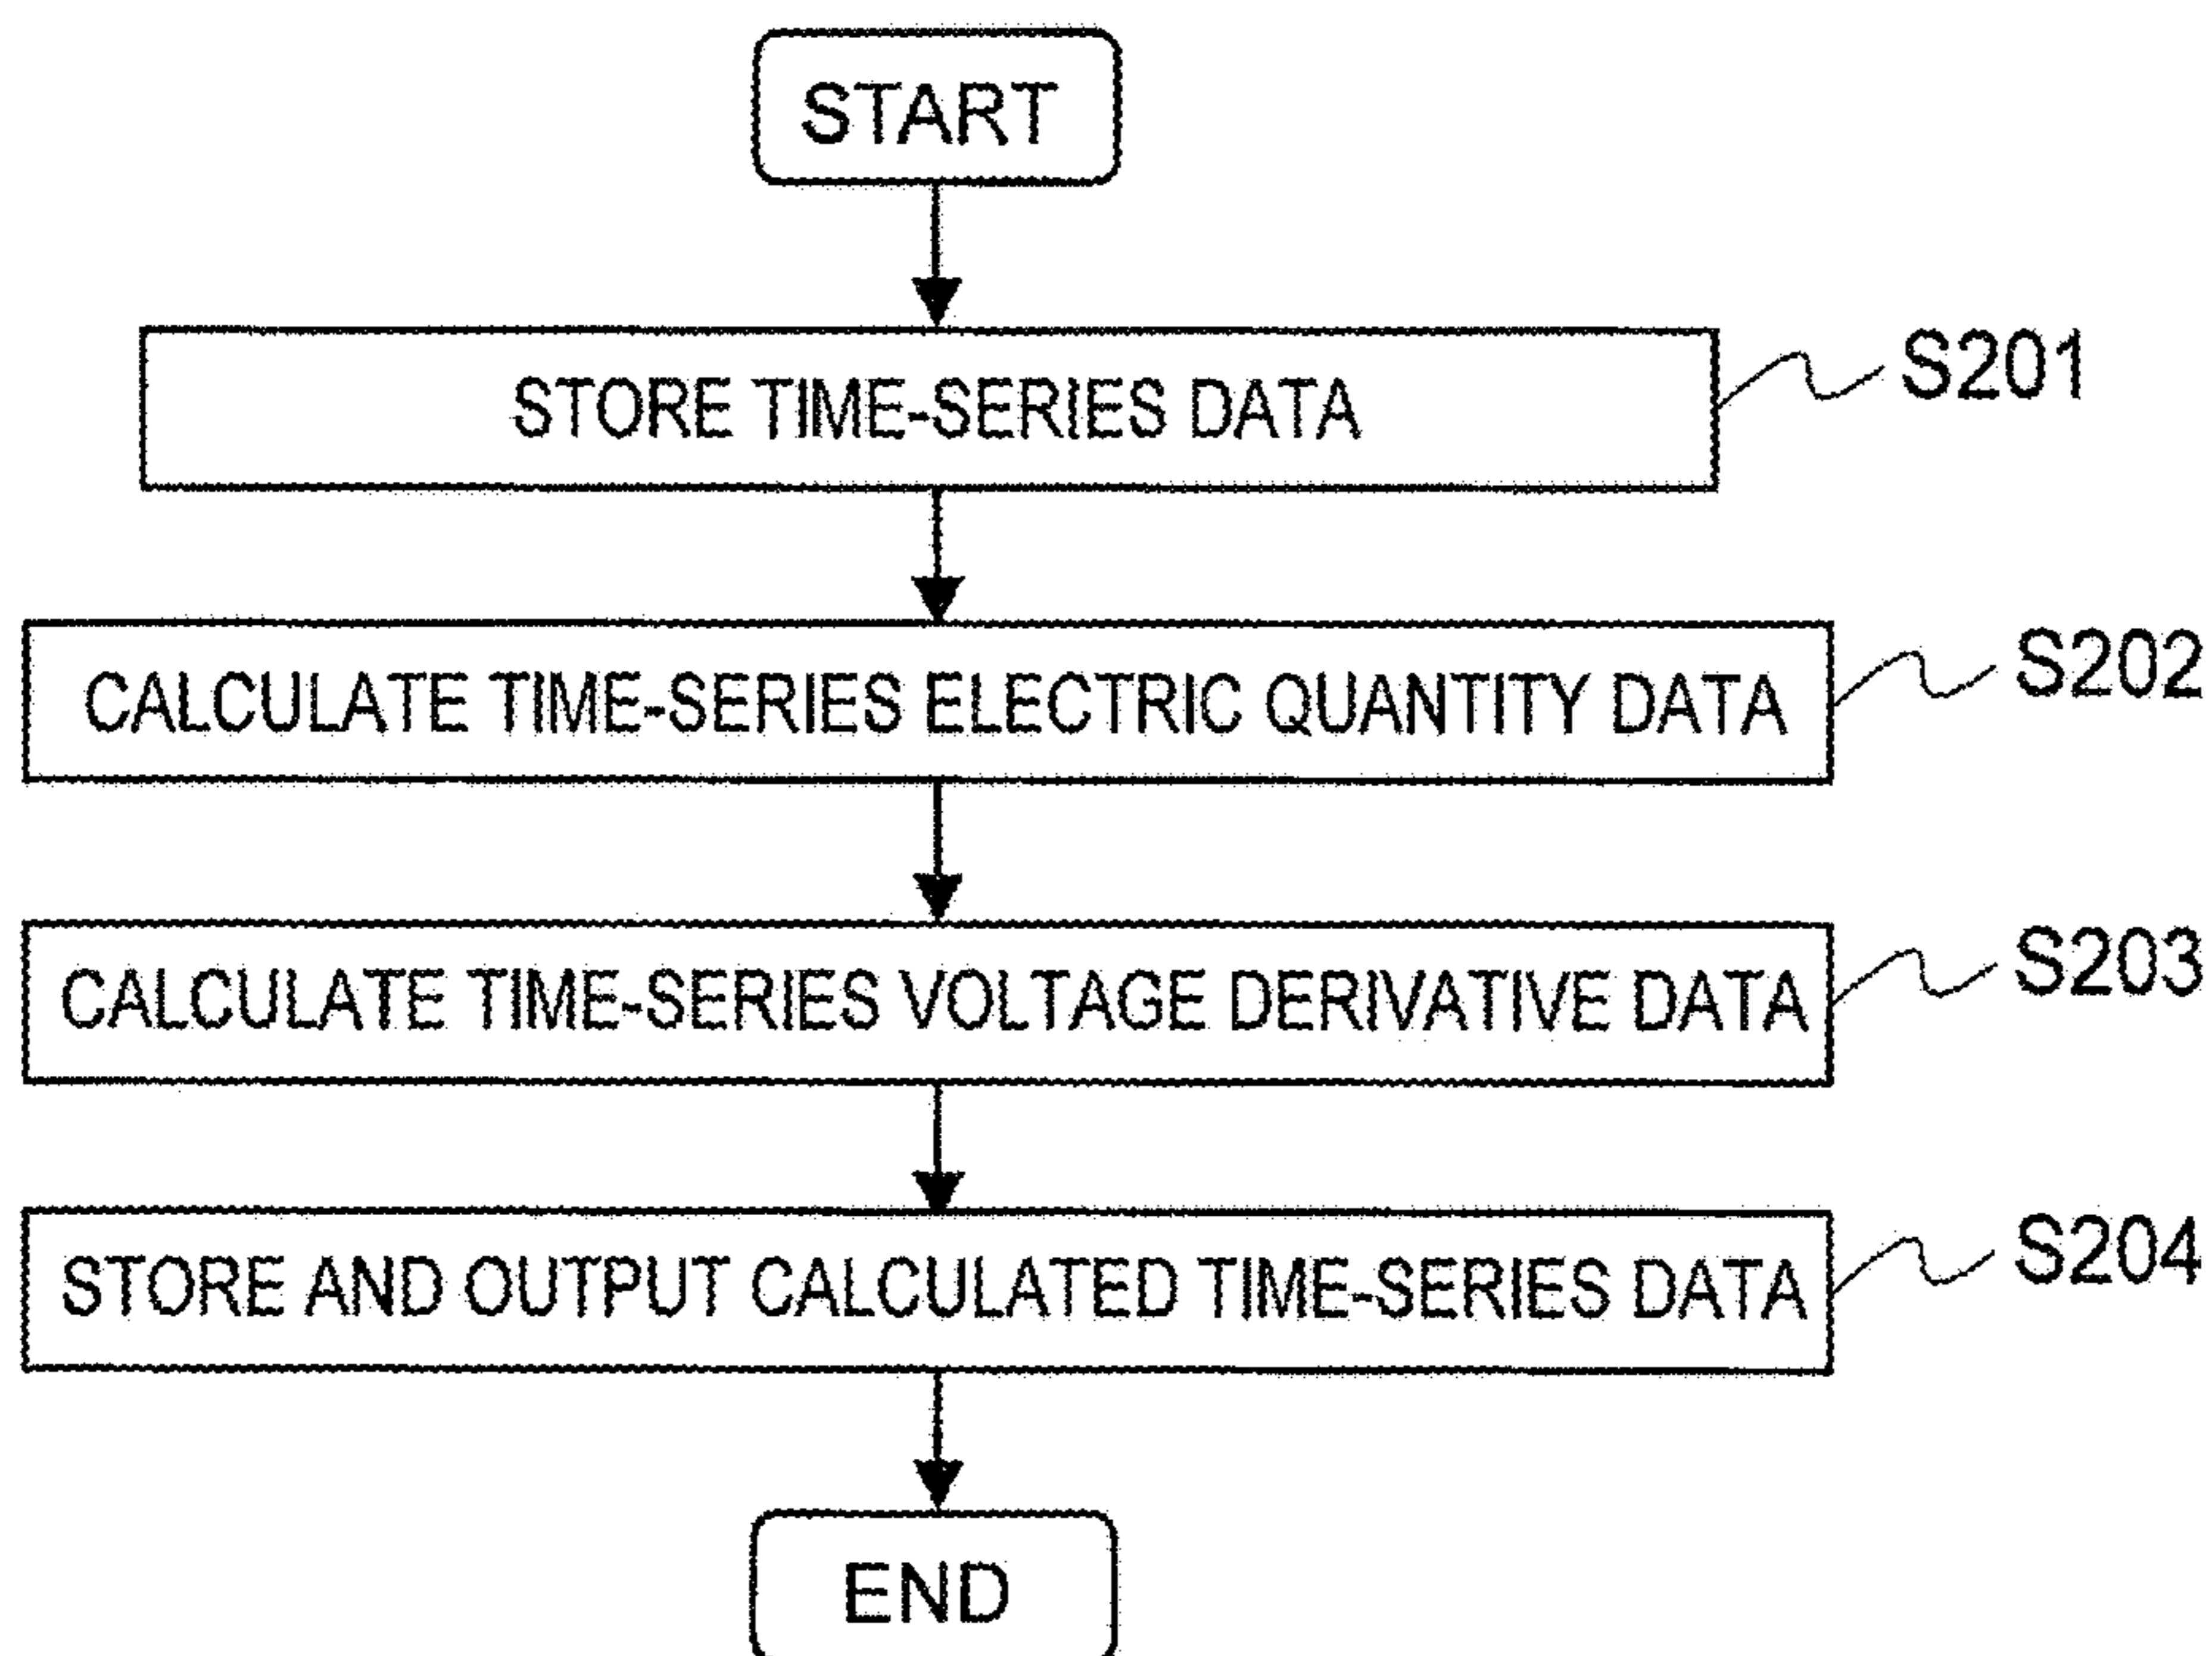 START
STORE TIME-SERIES DATA
S201
CALCULATE TIME-SERIES ELECTRIC QUANTITY DATA
S202
CALCULATE TIME-SERIES VOLTAGE DERIVATIVE DATA
S203
STORE AND OUTPUT CALCULATED TIME-SERIES DATA
S204
END